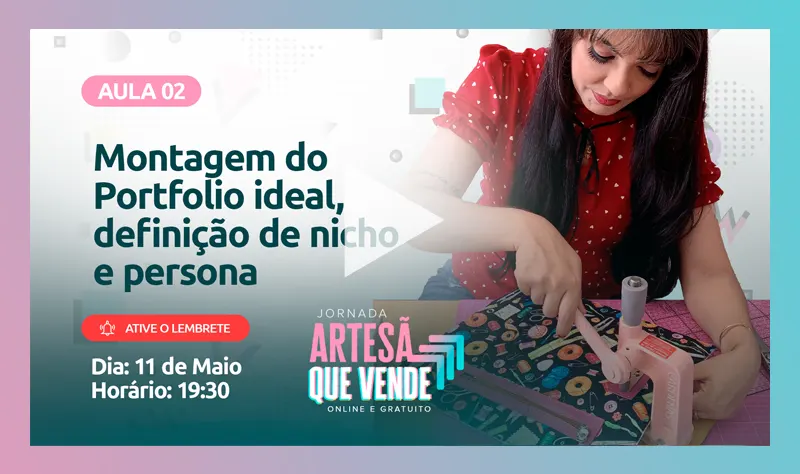 AULA 02
Montagem do
Portfolio ideal,
definição de nicho
e persona
ATIVE O LEMBRETE
Dia: 11 de Maio
Horário: 19:30
JORNADA
ARTESÃ
QUE VENDE
ONLINE E GRATUITO